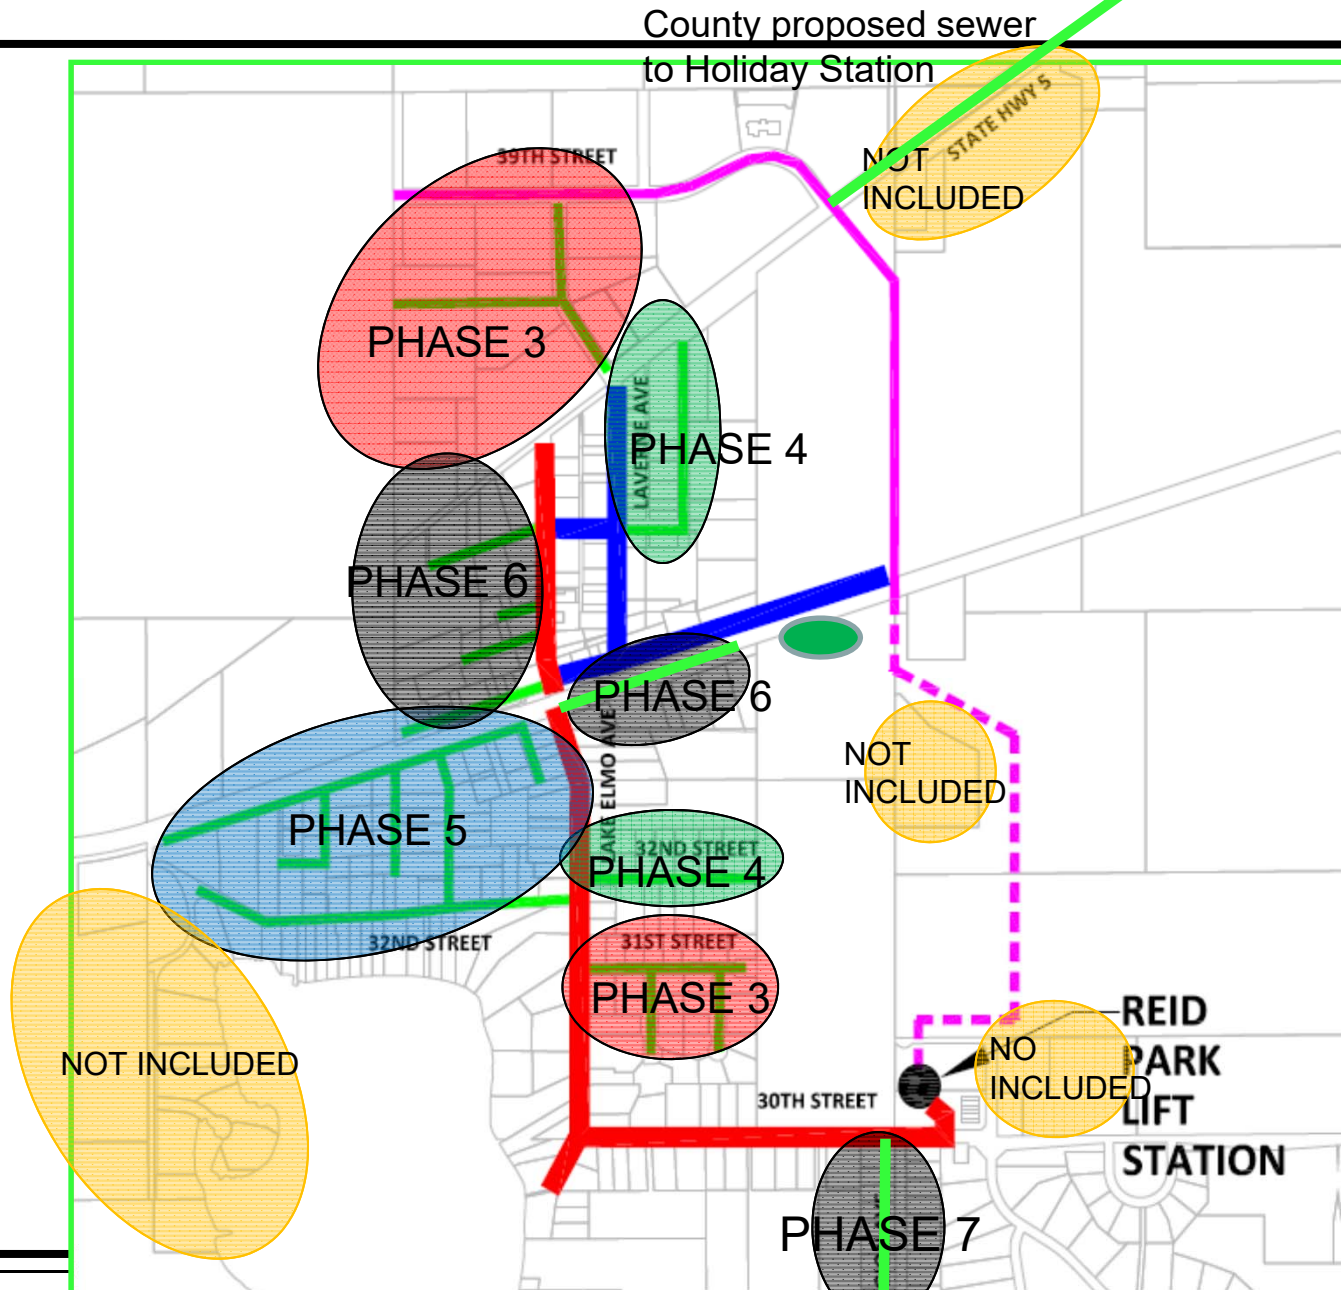 County proposed sewer
to Holiday Station
STATE HWY 5
NOT
INCLUDED
39TH STREET
PHASE 3
LAVERNE AVE
PHASE 4
PHASE 6
PHASE 6
LAKE ELMO AVE
NOT
INCLUDED
PHASE 5
32ND STREET
PHASE 4
32ND STREET
31ST STREET
PHASE 3
NOT INCLUDED
REID
PARK
LIFT
STATION
NO
INCLUDED
30TH STREET
PHASE 7